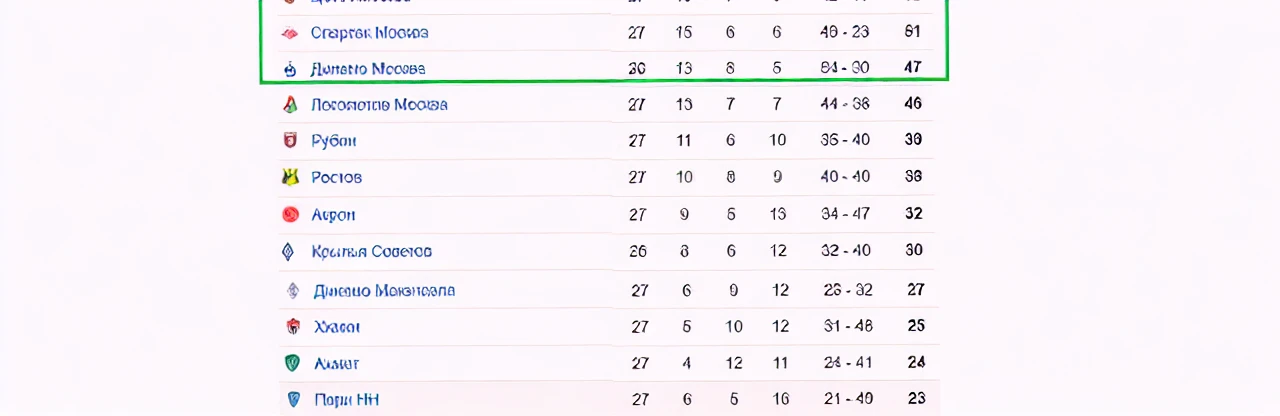 Спартак Москва 27 15 6 6 48 - 23 51
Динамо Москва 26 13 8 5 54 - 30 47
Локомотив Москва 27 13 7 7 44 - 36 46
Рубин 27 11 6 10 35 - 40 39
Ростов 27 10 8 9 40 - 40 38
Акрон 27 9 5 13 34 - 47 32
Крылья Советов 26 8 6 12 32 - 40 30
Динамо Махачкала 27 6 9 12 26 - 32 27
Химки 27 5 10 12 31 - 48 25
Ахмат 27 4 12 11 24 - 41 24
Пари НН 27 6 5 16 21 - 49 23